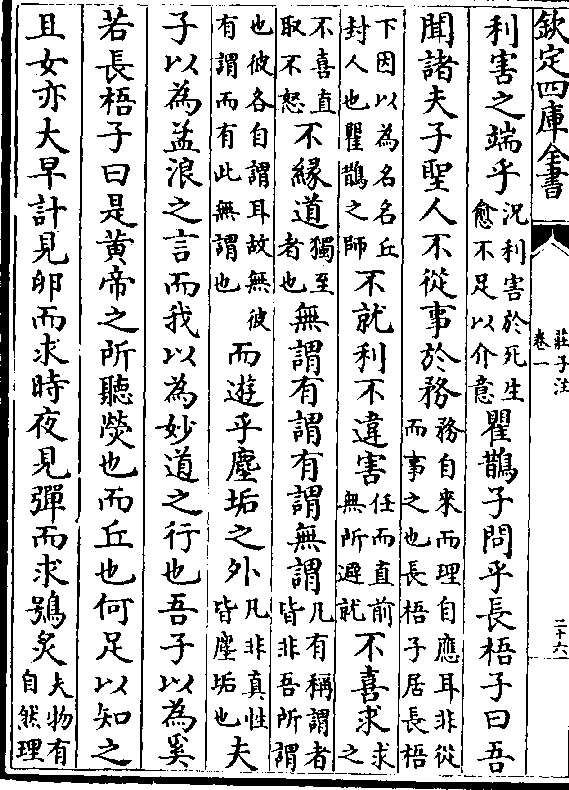 欽定四庫全書
莊子注
卷一
二十六
利害之端乎況利害於死生愈不足以介意瞿鵲子問乎長梧子曰吾
聞諸夫子聖人不從事於務務自来而理自應耳非從而事之也長梧子居長梧
下因以為名名丘封人也瞿鵲之師不就利不違害任而直前無所避就不喜求求之
不喜直取不怒不緣道獨至者也無謂有謂有謂無謂凡有稱謂者皆非吾所謂
也彼各自謂耳故無彼有謂而有此無謂也而遊乎塵垢之外凡非真性皆塵垢也夫
子以為孟浪之言而我以為妙道之行也吾子以為奚
若長梧子曰是黄帝之所聽熒也而丘也何足以知之
且女亦大早計見卵而求時夜見彈而求鴞炙夫物有自然理